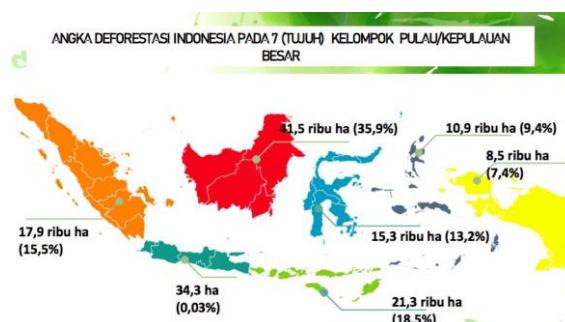 ANGKA DEFORESTASI INDONESIA PADA 7 (TUJUH) KELOMPOK PULAU/KEPULAUAN
BESAR
41,5 ribu ha (35,9%)
10,9 ribu ha (9,4%)
8,5 ribu ha
(7,4%)
17,9 ribu ha
(15,5%)
15,3 ribu ha (13,2%)
34,3 ha
(0,03%)
21,3 ribu ha
(18,5%)